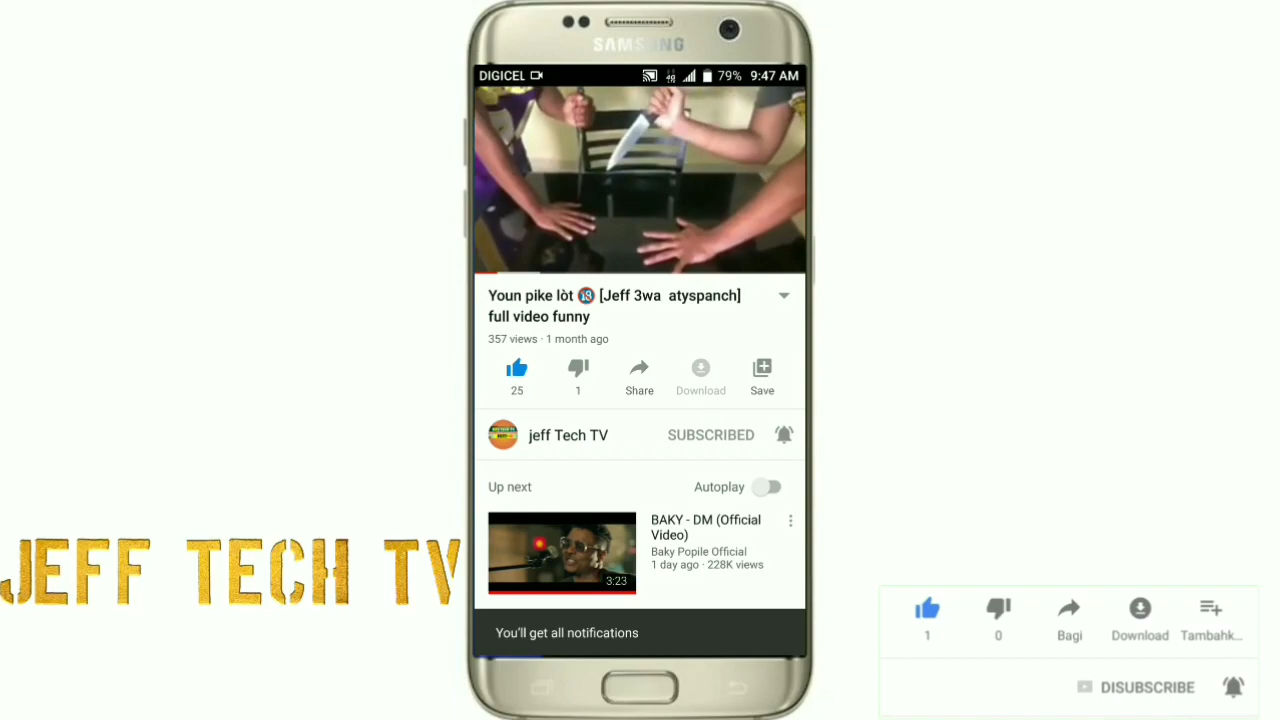 SAMSUNG
DIGICEL 4G 79% 9:47 AM
Youn pike lòt 🔞 [Jeff 3wa atyspanch]
full video funny
357 views · 1 month ago
25 1 Share Download Save
jeff Tech TV SUBSCRIBED
Up next Autoplay
BAKY - DM (Official
Video)
Baky Popile Official
1 day ago · 228K views
3:23
You'll get all notifications
JEFF TECH TV
1 0 Bagi Download Tambahk...
DISUBSCRIBE